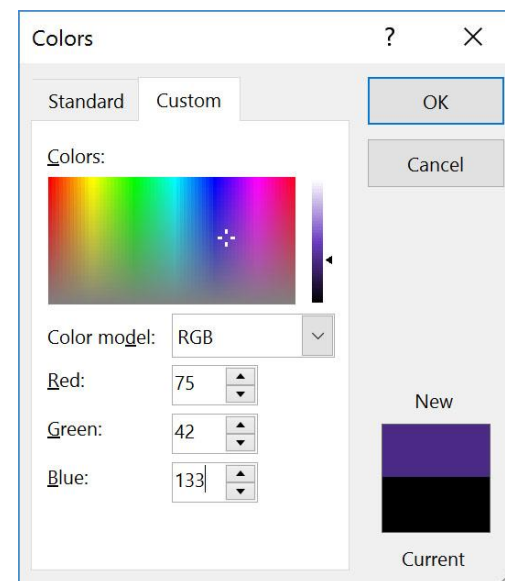 Colors ?
Standard Custom
OK
Cancel
Colors:
Color model: RGB
Red: 75
Green: 42
Blue: 133
New
Current